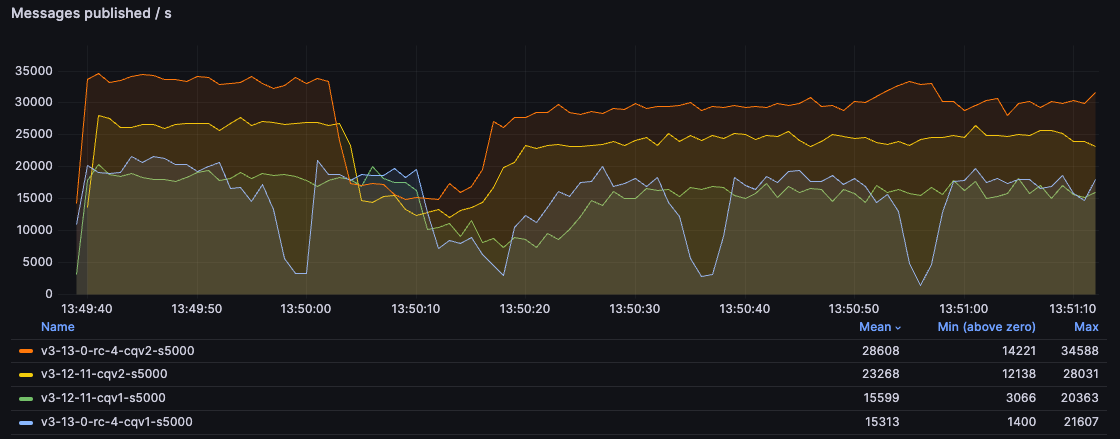 Messages published / s
35000
30000
25000
20000
15000
10000
5000
0
13:49:40 13:49:50 13:50:00 13:50:10 13:50:20 13:50:30 13:50:40 13:50:50 13:51:00 13:51:10
Name Mean Min (above zero) Max
v3-13-0-rc-4-cqv2-s5000 28608 14221 34588
v3-12-11-cqv2-s5000 23268 12138 28031
v3-12-11-cqv1-s5000 15599 3066 20363
v3-13-0-rc-4-cqv1-s5000 15313 1400 21607